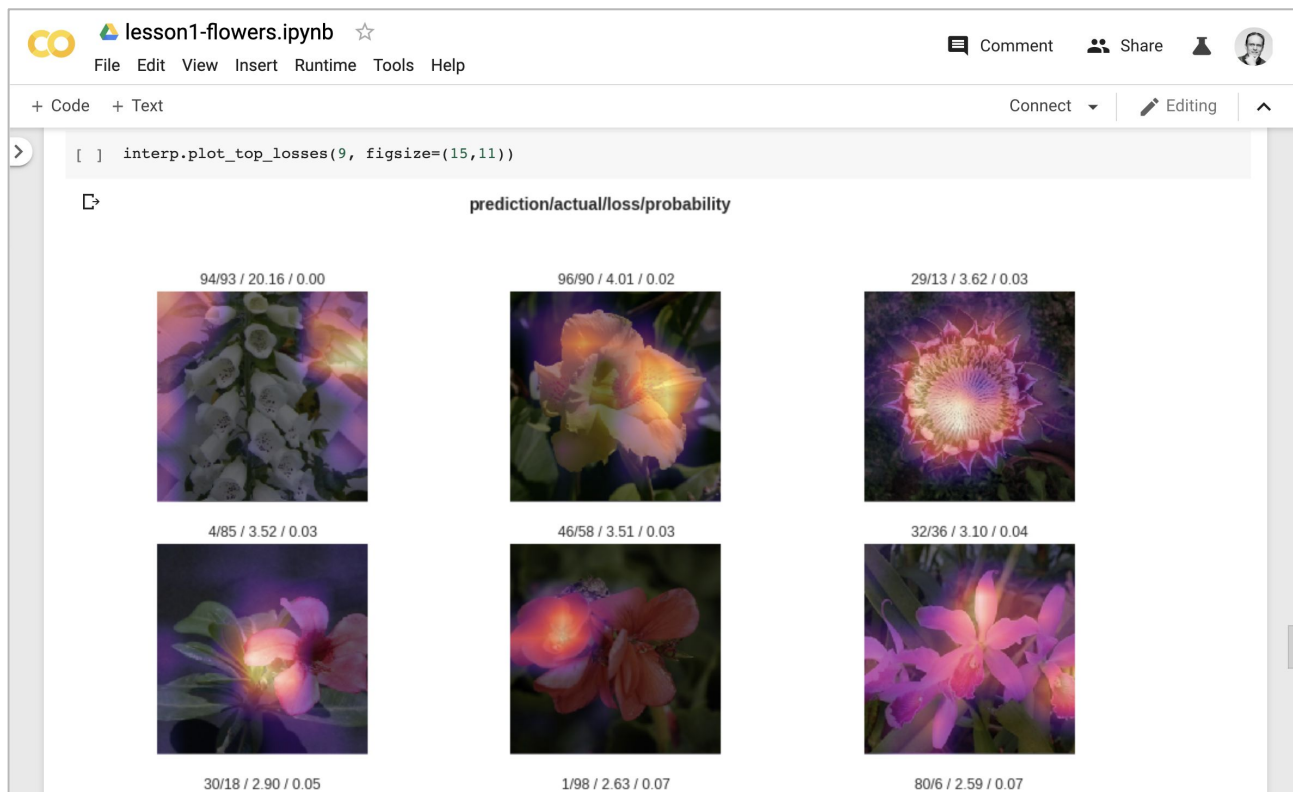 lesson1-flowers.ipynb
Comment Share
File Edit View Insert Runtime Tools Help
+ Code + Text Connect Editing
[ ] interp.plot_top_losses(9, figsize=(15,11))
prediction/actual/loss/probability
94/93 / 20.16 / 0.00 96/90 / 4.01 / 0.02 29/13 / 3.62 / 0.03
4/85 / 3.52 / 0.03 46/58 / 3.51 / 0.03 32/36 / 3.10 / 0.04
30/18 / 2.90 / 0.05 1/98 / 2.63 / 0.07 80/6 / 2.59 / 0.07